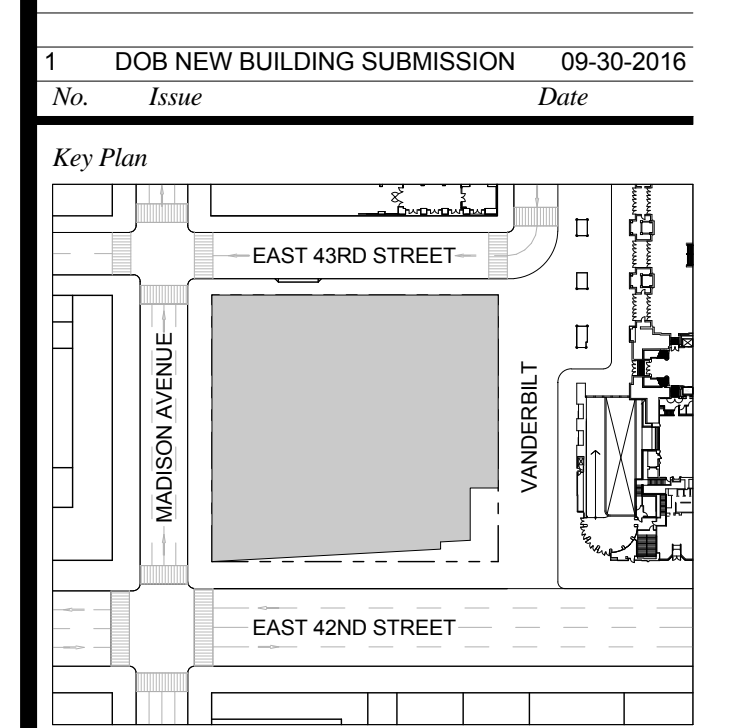 1 DOB NEW BUILDING SUBMISSION 09-30-2016
No. Issue Date
Key Plan
EAST 43RD STREET
MADISON AVENUE
VANDERBILT
EAST 42ND STREET